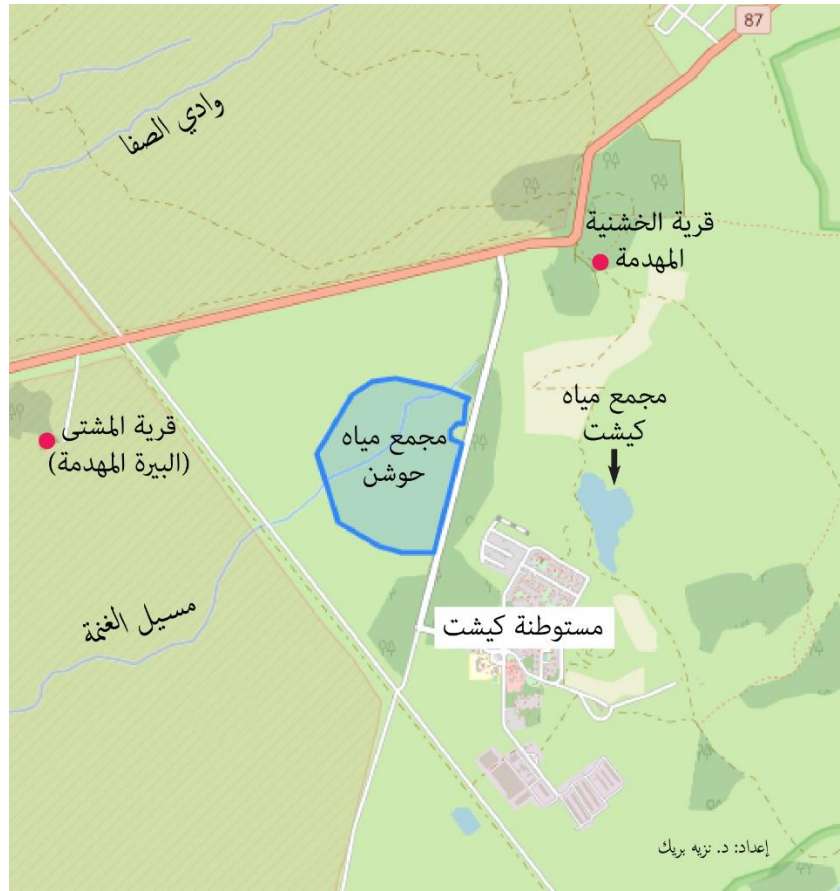 87
وادي الصفا
قرية الخشنية
المهدمة
مجمع مياه
كيشت
قرية المشتى
(البيرة المهدمة)
مجمع مياه
حوشن
مسيل الغنمة
مستوطنة كيشت
إعداد: د. نزيه بريك